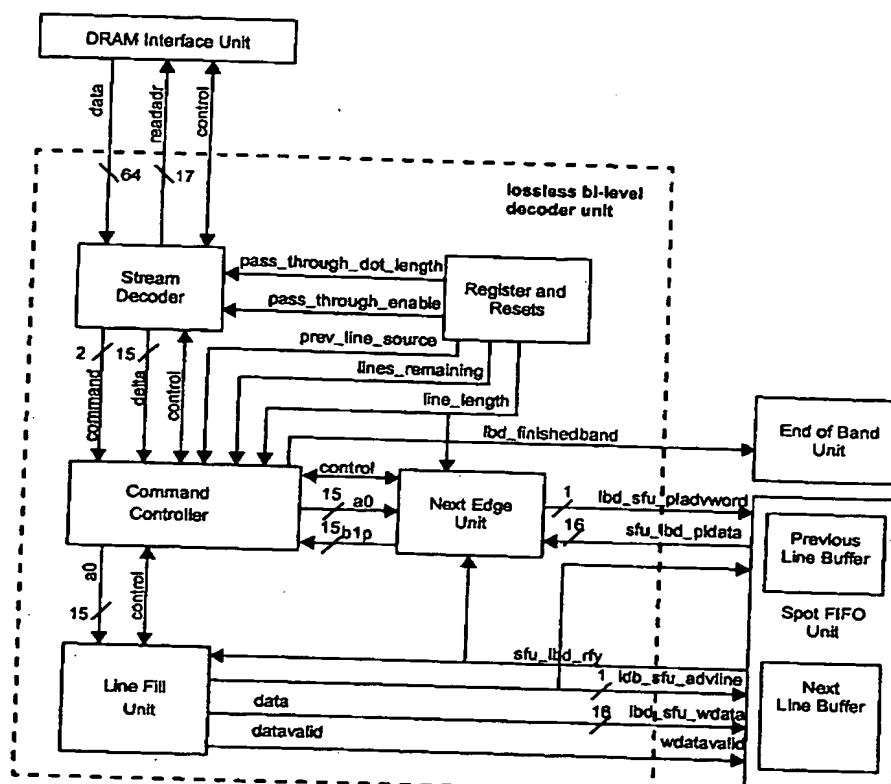 DRAM Interface Unit
data
readadr
control
64
17
lossless bi-level
decoder unit
Stream
Decoder
pass_through_dot_length
pass_through_enable
Register and
Resets
prev_line_source
lines_remaining
line_length
2
15
command
delta
control
lbd_finishedband
End of Band
Unit
Command
Controller
control
15
a0
15
b1p
Next Edge
Unit
1
lbd_sfu_pladvword
16
sfu_lbd_pldata
Previous
Line Buffer
Spot FIFO
Unit
a0
15
control
Line Fill
Unit
sfu_lbd_rfy
1
ldb_sfu_advline
data
16
lbd_sfu_wdata
datavalid
wdatavalid
Next
Line Buffer